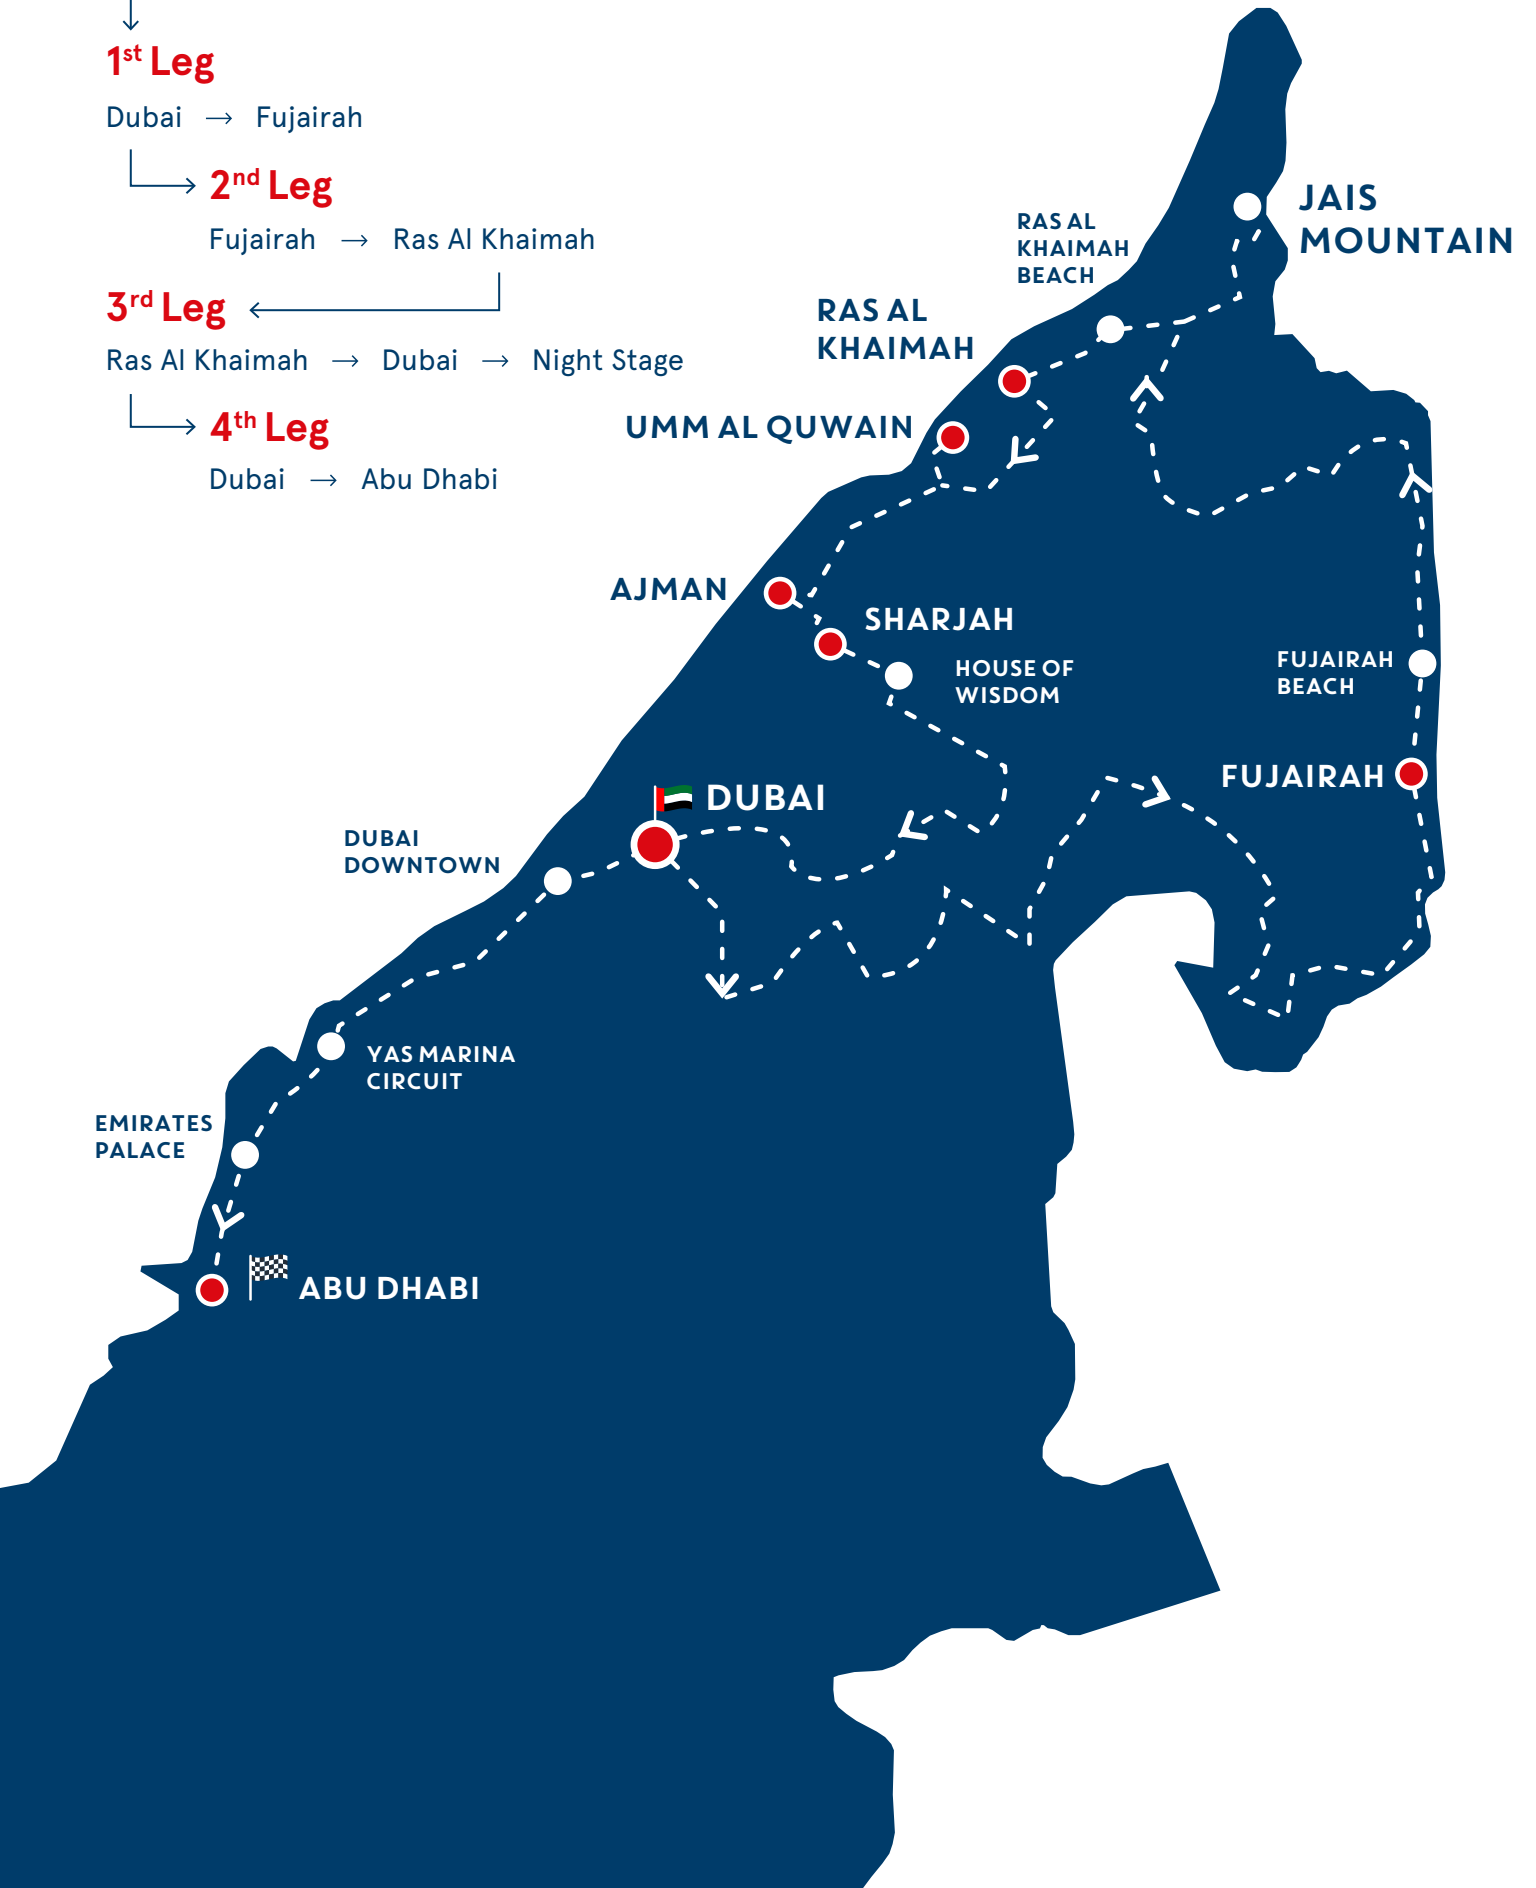 1st Leg
Dubai → Fujairah
2nd Leg
Fujairah → Ras Al Khaimah
3rd Leg
Ras Al Khaimah → Dubai → Night Stage
4th Leg
Dubai → Abu Dhabi
JAIS
MOUNTAIN
RAS AL
KHAIMAH
BEACH
RAS AL
KHAIMAH
UMM AL QUWAIN
AJMAN
SHARJAH
HOUSE OF
WISDOM
FUJAIRAH
BEACH
FUJAIRAH
DUBAI
DUBAI
DOWNTOWN
YAS MARINA
CIRCUIT
EMIRATES
PALACE
ABU DHABI